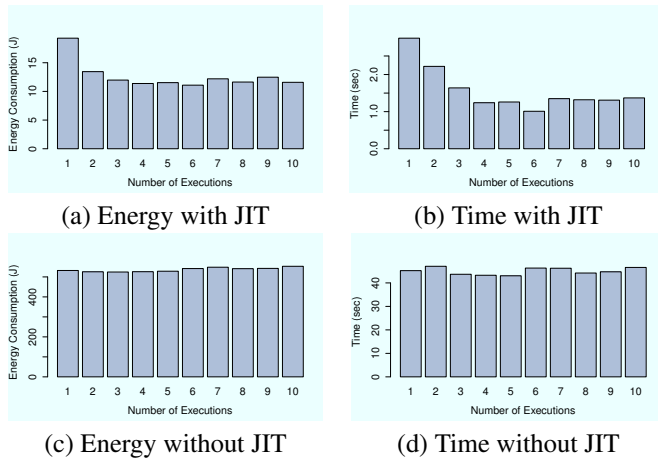 Energy Consumption (J)
0 5 10 15
1 2 3 4 5 6 7 8 9 10
Number of Executions
(a) Energy with JIT
Time (sec)
0.0 1.0 2.0
1 2 3 4 5 6 7 8 9 10
Number of Executions
(b) Time with JIT
Energy Consumption (J)
0 200 400
1 2 3 4 5 6 7 8 9 10
Number of Executions
(c) Energy without JIT
Time (sec)
0 10 20 30 40
1 2 3 4 5 6 7 8 9 10
Number of Executions
(d) Time without JIT